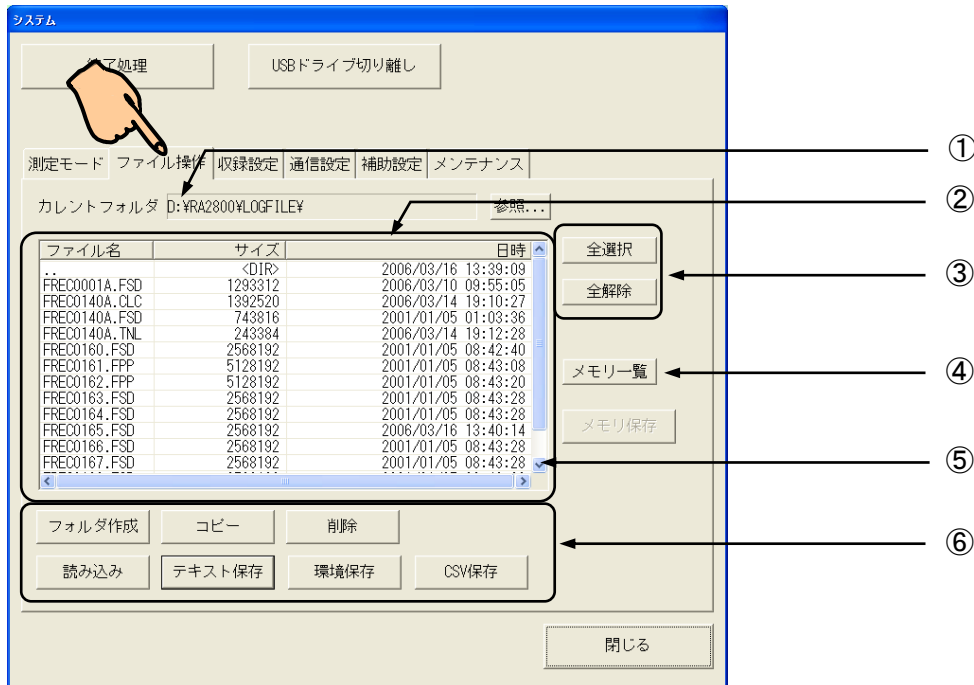 システム
終了処理 USBドライブ切り離し
測定モード ファイル操作 収録設定 通信設定 補助設定 メンテナンス
①
カレントフォルダ D:¥RA2800¥LOGFILE¥ 参照...
②
ファイル名 サイズ 日時
.. <DIR> 2006/03/16 13:39:09
FREC0001A.FSD 1293312 2006/03/10 09:55:05
FREC0140A.CLC 1392520 2006/03/14 19:10:27
FREC0140A.FSD 743816 2001/01/05 01:03:36
FREC0140A.TNL 243384 2006/03/14 19:12:28
FREC0160.FSD 2568192 2001/01/05 08:42:40
FREC0161.FPP 5128192 2001/01/05 08:43:08
FREC0162.FPP 5128192 2001/01/05 08:43:20
FREC0163.FSD 2568192 2001/01/05 08:43:28
FREC0164.FSD 2568192 2001/01/05 08:43:28
FREC0165.FSD 2568192 2006/03/16 13:40:14
FREC0166.FSD 2568192 2001/01/05 08:43:28
FREC0167.FSD 2568192 2001/01/05 08:43:28
全選択
全解除
③
メモリ一覧
④
メモリ保存
⑤
フォルダ作成 コピー 削除
⑥
読み込み テキスト保存 環境保存 CSV保存
閉じる